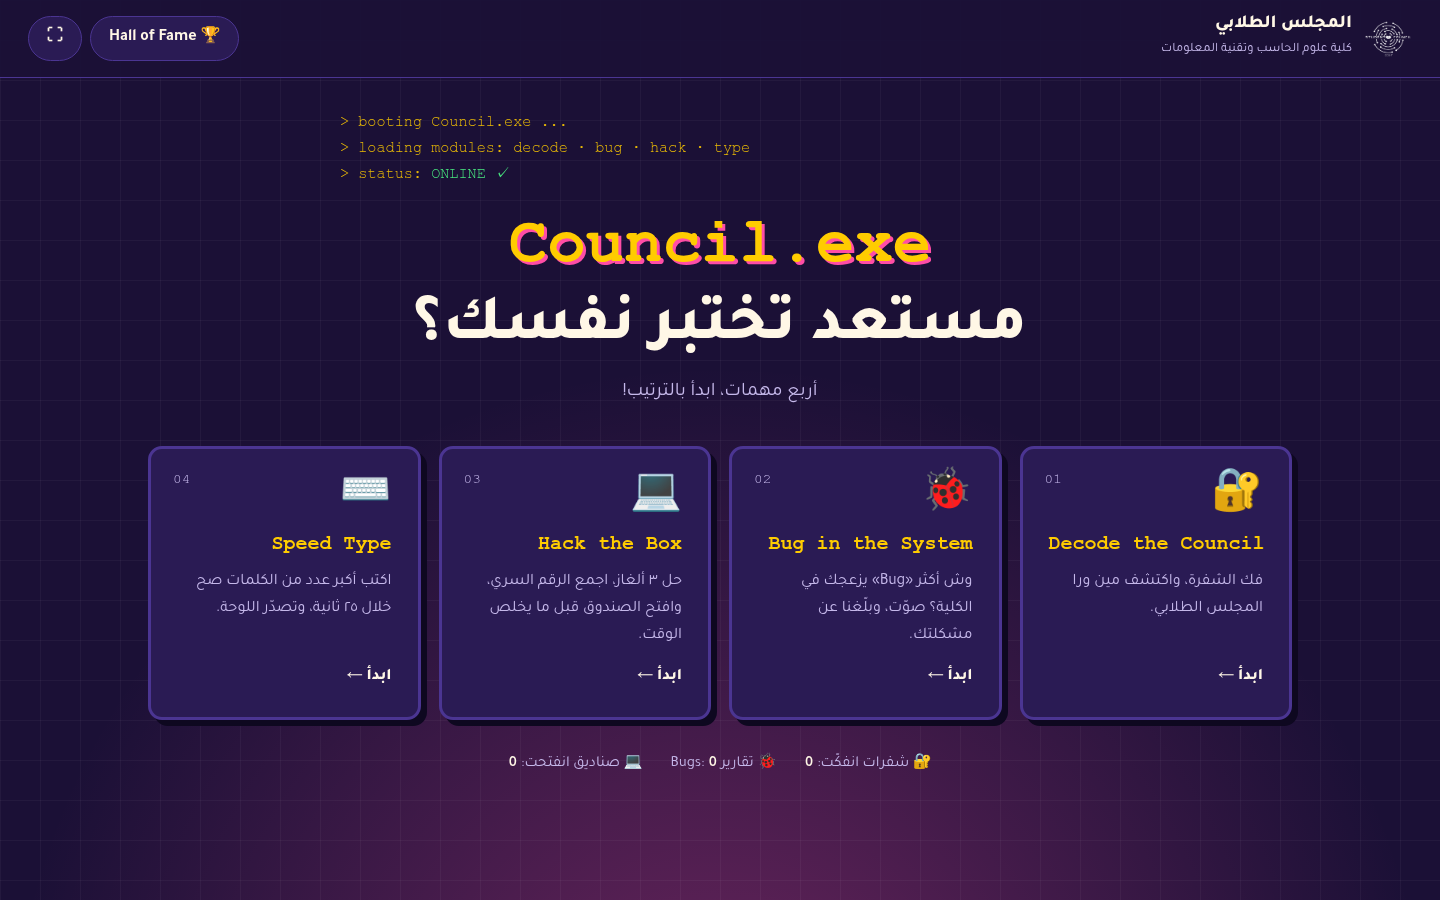 المجلس الطلابي
كلية علوم الحاسب وتقنية المعلومات
Hall of Fame 🏆
> booting Council.exe ...
> loading modules: decode · bug · hack · type
> status: ONLINE ✓
Council.exe
مستعد تختبر نفسك؟
أربع مهمات، ابدأ بالترتيب!
🔐 01
Decode the Council
فك الشفرة، واكتشف مين ورا
المجلس الطلابي.
ابدأ ←
🐞 02
Bug in the System
وش أكثر «Bug» يزعجك في
الكلية؟ صوّت، وبلّغنا عن
مشكلتك.
ابدأ ←
💻 03
Hack the Box
حل ٣ ألغاز، اجمع الرقم السري،
وافتح الصندوق قبل ما يخلص
الوقت.
ابدأ ←
⌨️ 04
Speed Type
اكتب أكبر عدد من الكلمات صح
خلال ٢٥ ثانية، وتصدّر اللوحة.
ابدأ ←
🔐 شفرات انفكّت: 0
🐞 تقارير Bugs: 0
💻 صناديق انفتحت: 0